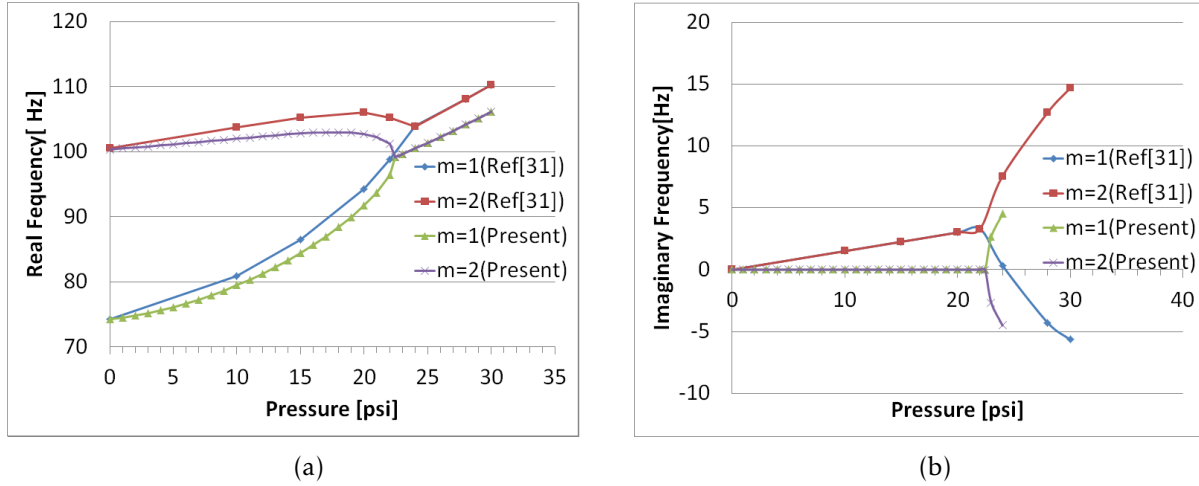 120
110
100
90
80
70
Real Fequency[ Hz]
0
5
10
15
20
25
30
35
Pressure [psi]
m=1(Ref[31])
m=2(Ref[31])
m=1(Present)
m=2(Present)
(a)
20
15
10
5
0
-5
-10
Imaginary Frequency[Hz]
0
10
20
30
40
Pressure [psi]
m=1(Ref[31])
m=2(Ref[31])
m=1(Present)
m=2(Present)
(b)